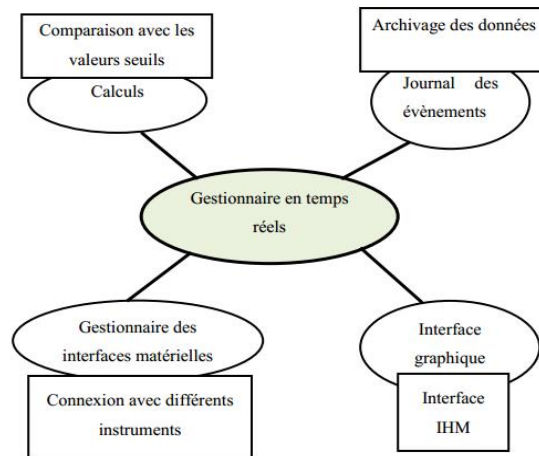 Comparaison avec les
valeurs seuils
Calculs
Archivage des données
Journal des
évènements
Gestionnaire en temps
réels
Gestionnaire des
interfaces matérielles
Connexion avec différents
instruments
Interface
graphique
Interface
IHM